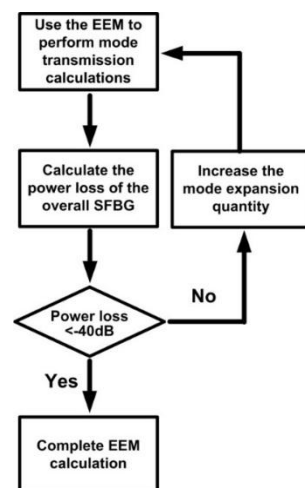 Use the EEM to
perform mode
transmission
calculations
Calculate the
power loss of the
overall SFBG
Increase the
mode expansion
quantity
Power loss
<-40dB
No
Yes
Complete EEM
calculation